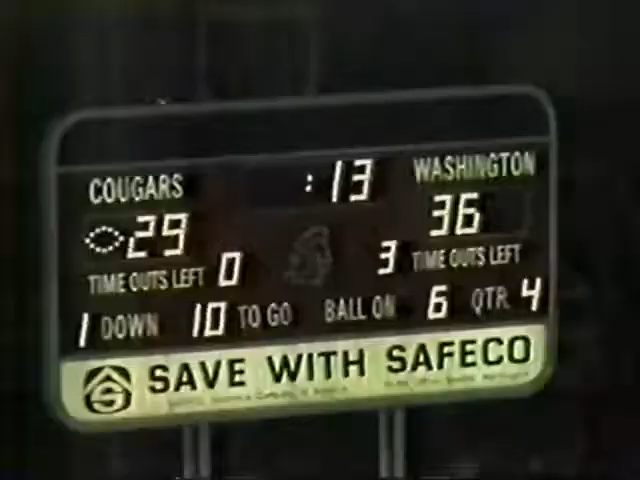 COUGARS :13 WASHINGTON
29 36
TIME OUTS LEFT 0 3 TIME OUTS LEFT
1 DOWN 10 TO GO BALL ON 6 QTR 4
S SAVE WITH SAFECO